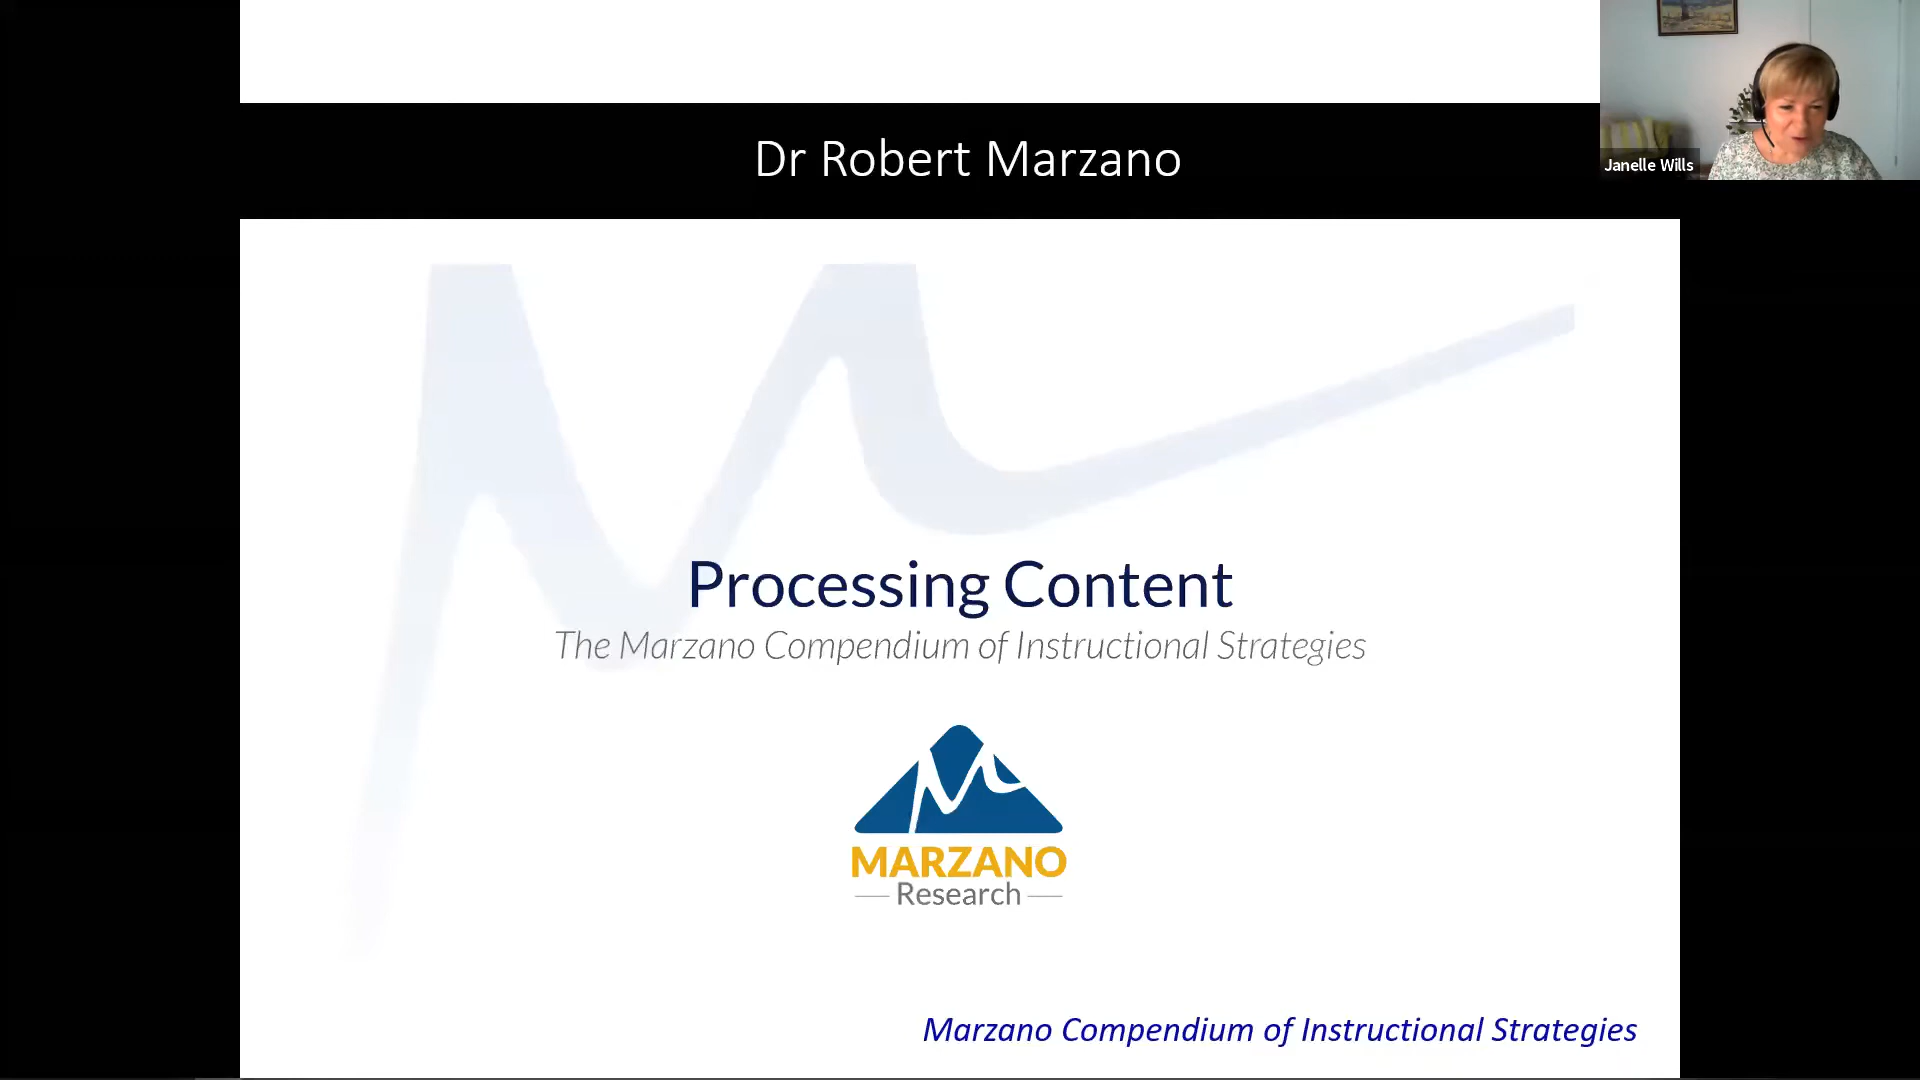 Dr Robert Marzano
Janelle Wills
Processing Content
The Marzano Compendium of Instructional Strategies
MARZANO
Research
Marzano Compendium of Instructional Strategies